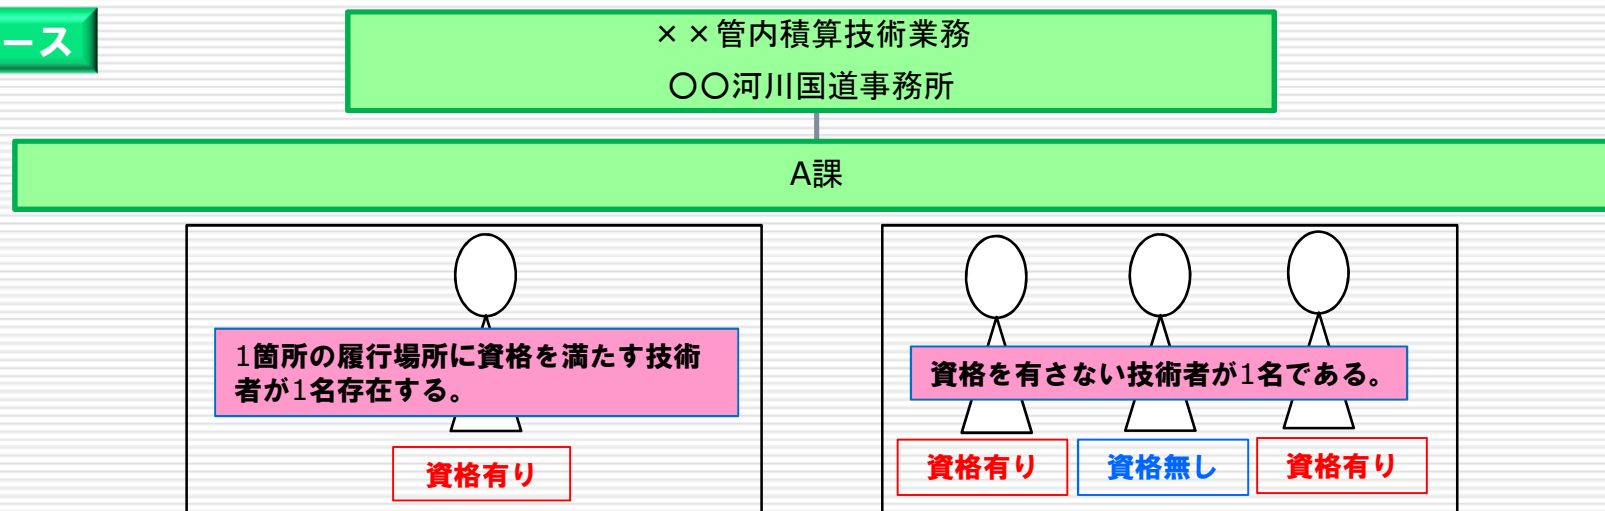 ース
××管内積算技術業務
〇〇河川国道事務所
A課
1箇所の履行場所に資格を満たす技術
者が1名存在する。
資格を有さない技術者が1名である。
資格有り
資格有り
資格無し
資格有り